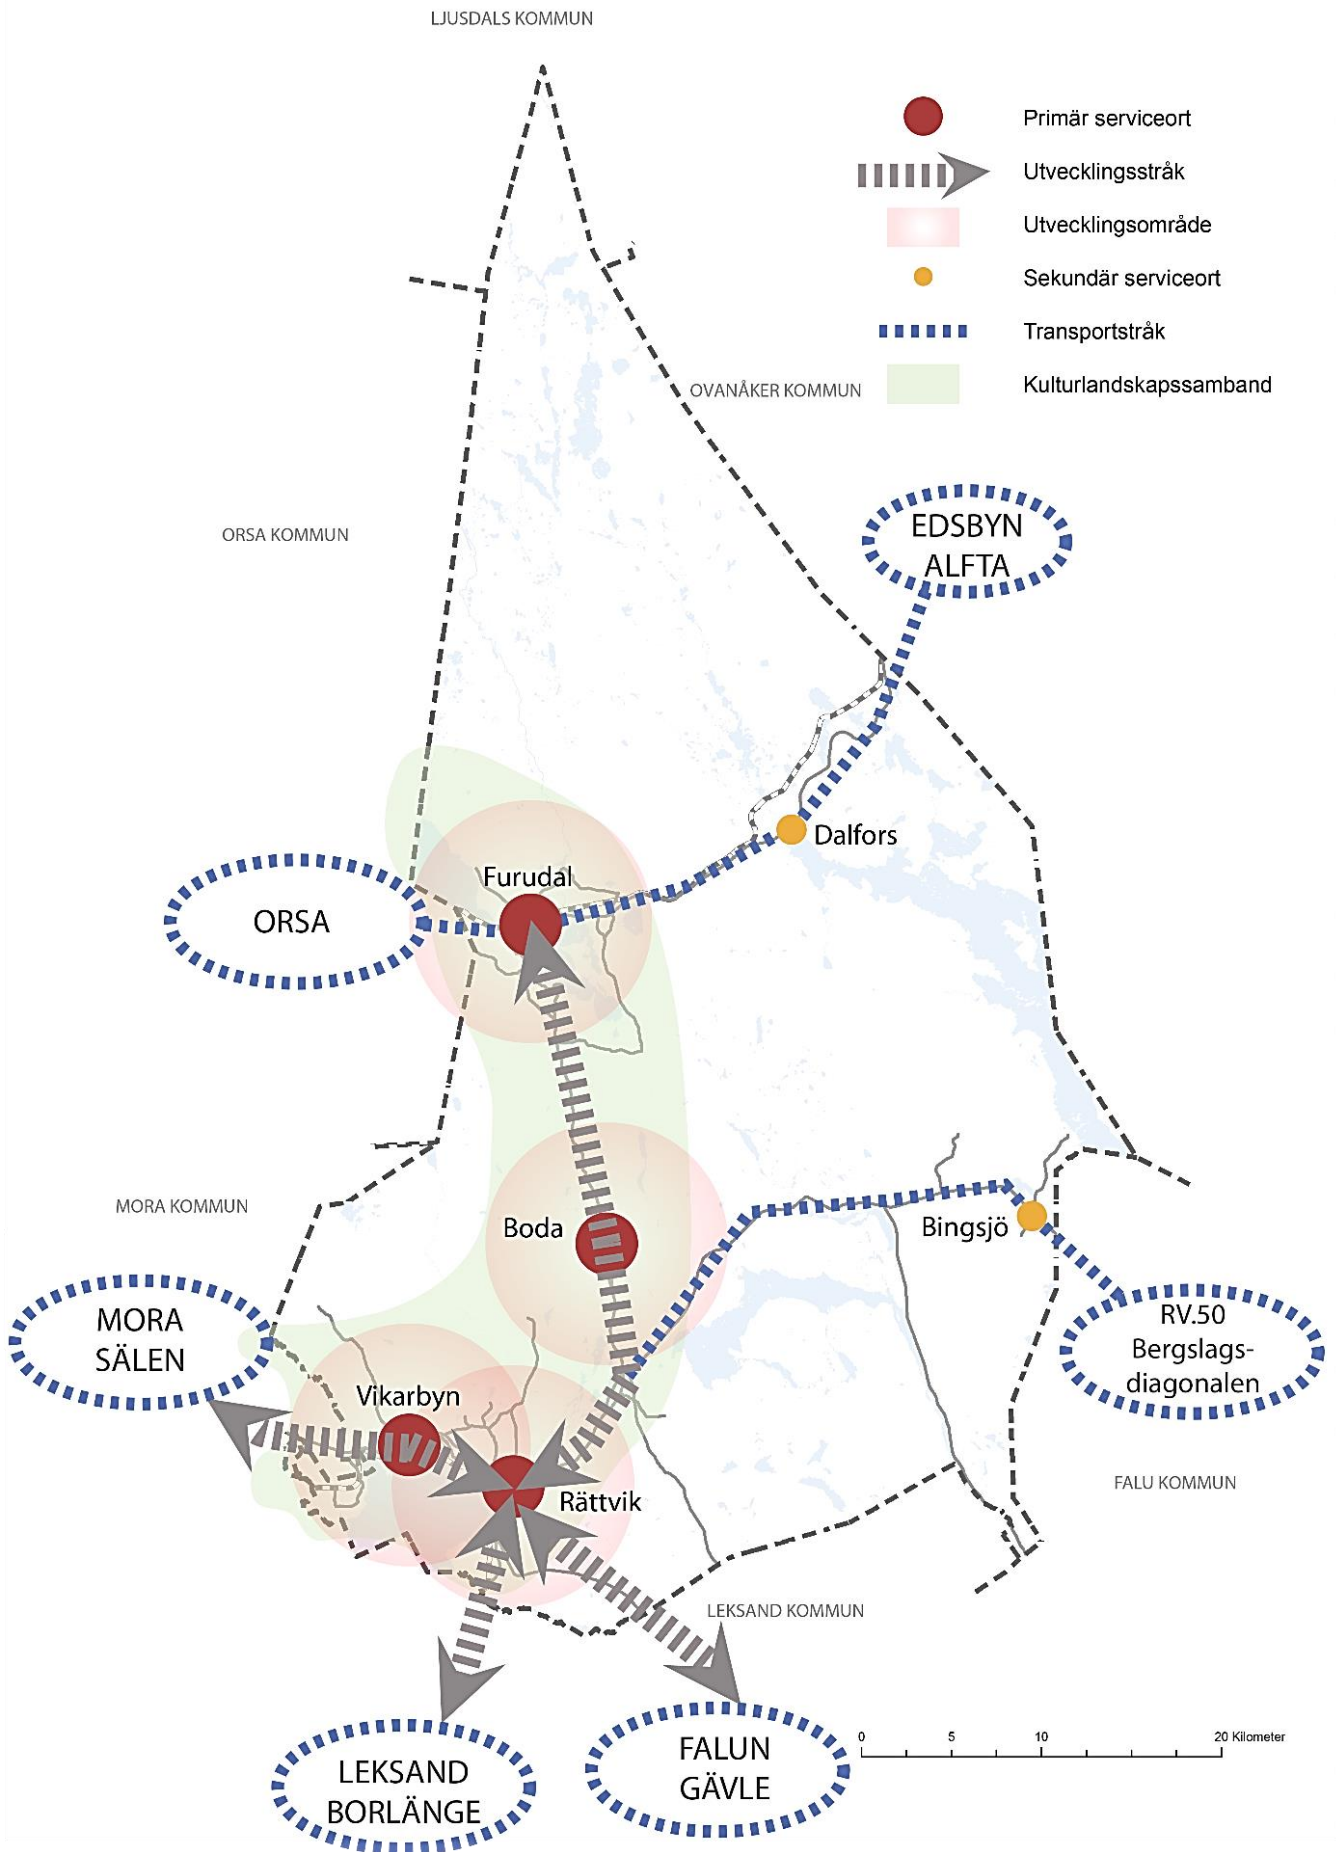 LJUSDALS KOMMUN
Primär serviceort
Utvecklingsstråk
Utvecklingsområde
Sekundär serviceort
Transportstråk
Kulturlandskapssamband
OVANÅKER KOMMUN
ORSA KOMMUN
EDSBYN
ALFTA
Dalfors
Furudal
ORSA
MORA KOMMUN
Boda
Bingsjö
MORA
SÄLEN
RV.50
Bergslags-
diagonalen
Vikarbyn
Rättvik
FALU KOMMUN
LEKSAND KOMMUN
LEKSAND
BORLÄNGE
FALUN
GÄVLE
0 5 10 20 Kilometer